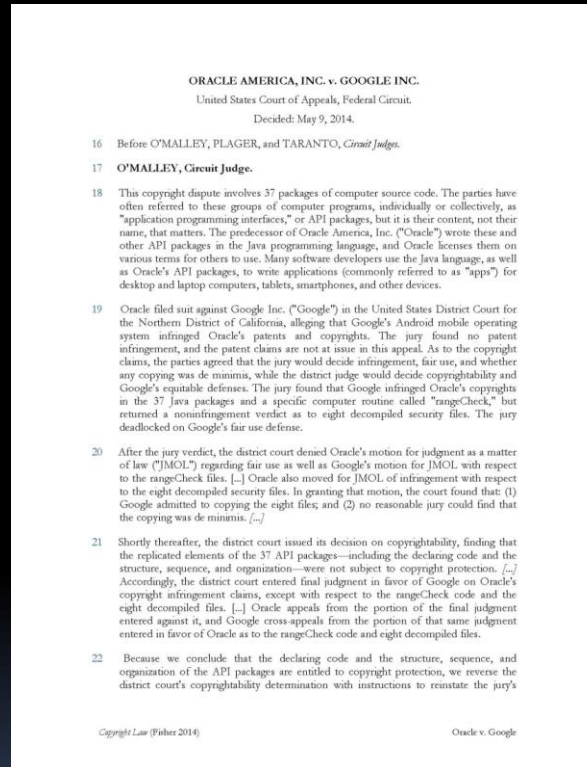 ORACLE AMERICA, INC. v. GOOGLE INC.
United States Court of Appeals, Federal Circuit.
Decided: May 9, 2014.
16 Before O'MALLEY, PLAGER, and TARANTO, Circuit Judges.
17 O'MALLEY, Circuit Judge.
18 This copyright dispute involves 37 packages of computer source code. The parties have
often referred to these groups of computer programs, individually or collectively, as
"application programming interfaces," or API packages, but it is their content, not their
name, that matters. The predecessor of Oracle America, Inc. ("Oracle") wrote these and
other API packages in the Java programming language, and Oracle licenses them on
various terms for others to use. Many software developers use the Java language, as well
as Oracle's API packages, to write applications (commonly referred to as "apps") for
desktop and laptop computers, tablets, smartphones, and other devices.
19 Oracle filed suit against Google Inc. ("Google") in the United States District Court for
the Northern District of California, alleging that Google's Android mobile operating
system infringed Oracle's patents and copyrights. The jury found no patent
infringement, and the patent claims are not at issue in this appeal. As to the copyright
claims, the parties agreed that the jury would decide infringement, fair use, and whether
any copying was de minimis, while the district judge would decide copyrightability and
Google's equitable defenses. The jury found that Google infringed Oracle's copyrights
in the 37 Java packages and a specific computer routine called "rangeCheck," but
returned a noninfringement verdict as to eight decompiled security files. The jury
deadlocked on Google's fair use defense.
20 After the jury verdict, the district court denied Oracle's motion for judgment as a matter
of law ("JMOL") regarding fair use as well as Google's motion for JMOL with respect
to the rangeCheck files. [...] Oracle also moved for JMOL of infringement with respect
to the eight decompiled security files. In granting that motion, the court found that: (1)
Google admitted to copying the eight files; and (2) no reasonable jury could find that
the copying was de minimis. [...]
21 Shortly thereafter, the district court issued its decision on copyrightability, finding that
the replicated elements of the 37 API packages—including the declaring code and the
structure, sequence, and organization—were not subject to copyright protection. [...]
Accordingly, the district court entered final judgment in favor of Google on Oracle's
copyright infringement claims, except with respect to the rangeCheck code and the
eight decompiled files. [...] Oracle appeals from the portion of the final judgment
entered against it, and Google cross-appeals from the portion of that same judgment
entered in favor of Oracle as to the rangeCheck code and eight decompiled files.
22 Because we conclude that the declaring code and the structure, sequence, and
organization of the API packages are entitled to copyright protection, we reverse the
district court's copyrightability determination with instructions to reinstate the jury's
Copyright Law (Fisher 2014) Oracle v. Google